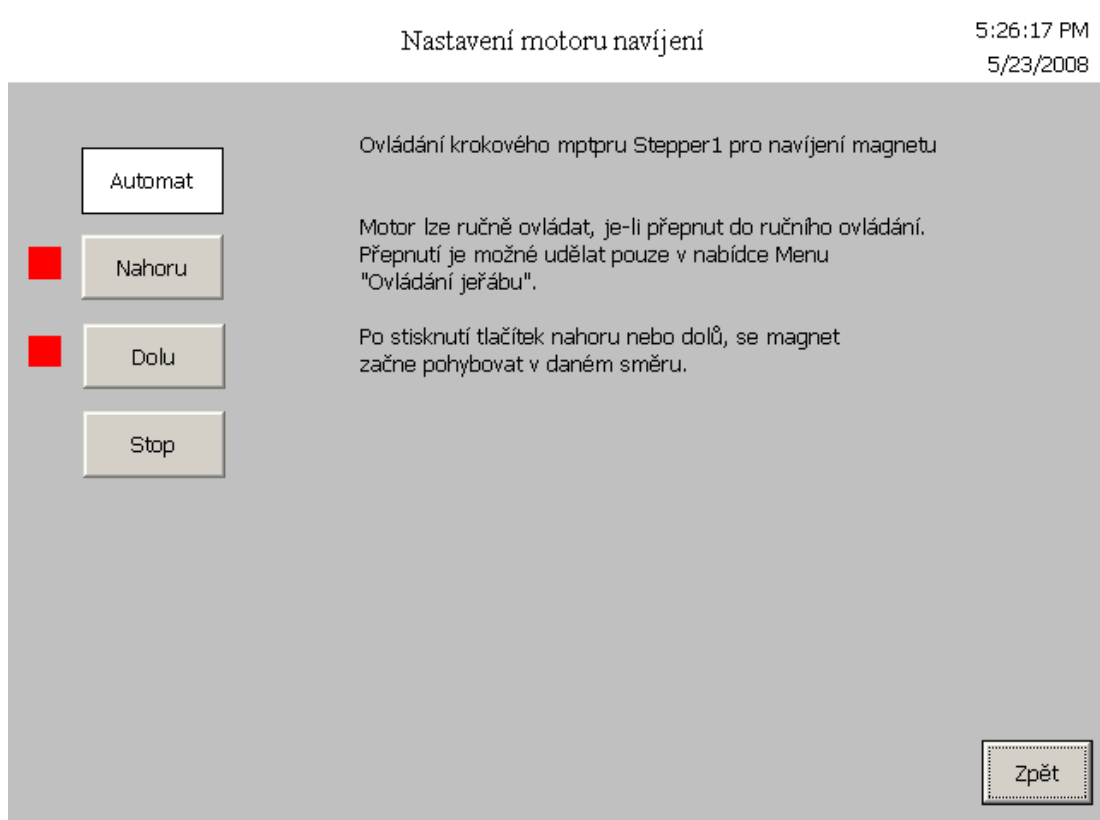 Nastavení motoru navíjení
5:26:17 PM
5/23/2008
Automat
Nahoru
Dolu
Stop
Ovládání krokového mptpru Stepper1 pro navíjení magnetu
Motor lze ručně ovládat, je-li přepnut do ručního ovládání.
Přepnutí je možné udělat pouze v nabídce Menu
"Ovládání jeřábu".
Po stisknutí tlačítek nahoru nebo dolů, se magnet
začne pohybovat v daném směru.
Zpět